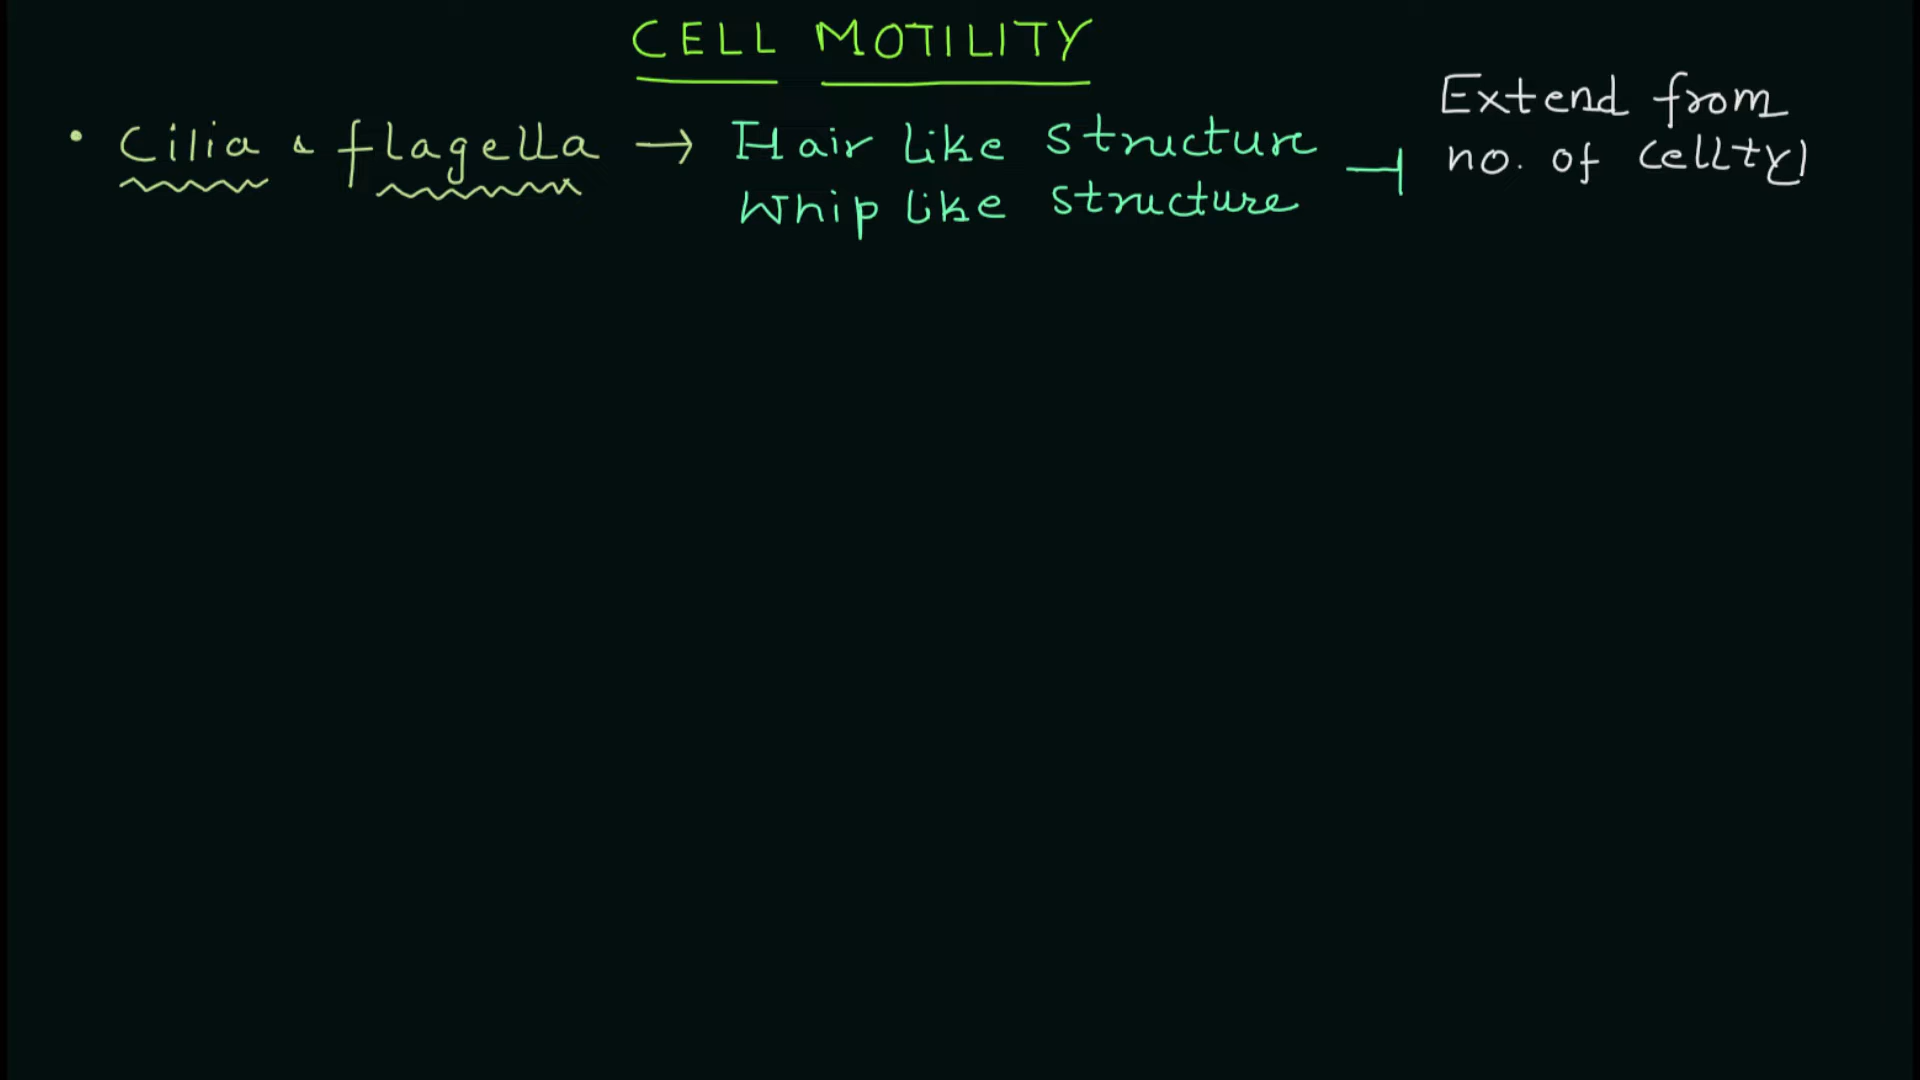 CELL MOTILITY
• Cilia & flagella → Hair like structure
Whip like structure
Extend from
no. of cell